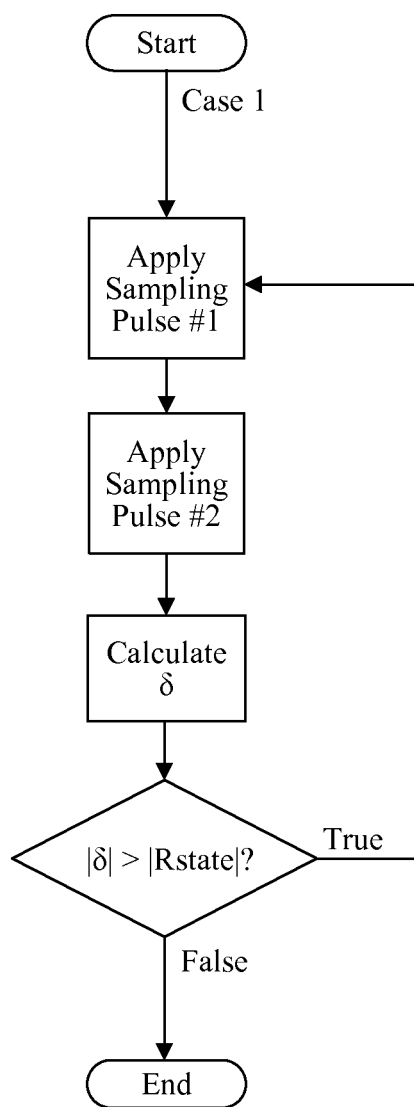 Start
Case 1
Apply
Sampling
Pulse #1
Apply
Sampling
Pulse #2
Calculate
δ
|δ| > |Rstate|?
True
False
End